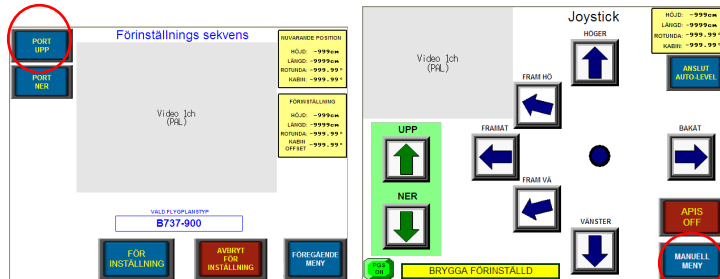 PORT
UPP
PORT
NER
Förinställnings sekvens
Video 1ch
(PAL)
NUVARANDE POSITION
HÖJD: -999cm
LÄNGD: -9999cm
ROTUNDA: -999.99°
KABIN: -999.99°
FÖRINSTÄLLNING
HÖJD: -999cm
LÄNGD: -9999cm
ROTUNDA: -999.99°
KABIN -999.99°
OFFSET
VALD FLYGPLANSTYP
B737-900
FÖR
INSTÄLLNING
AVBRYT
FÖR
INSTÄLLNING
FÖREGÅENDE
MENY
Video 1ch
(PAL)
Joystick
HÖGER
HÖJD: -999cm
LÄNGD: -9999cm
ROTUNDA: -999.99°
KABIN: -999.99°
ANSLUT
AUTO-LEVEL
FRAM HÖ
UPP
FRAMÅT
BAKÅT
NER
FRAM VÄ
VÄNSTER
APIS
OFF
PGS
ON
BRYGGA FÖRINSTÄLLD
MANUELL
MENY